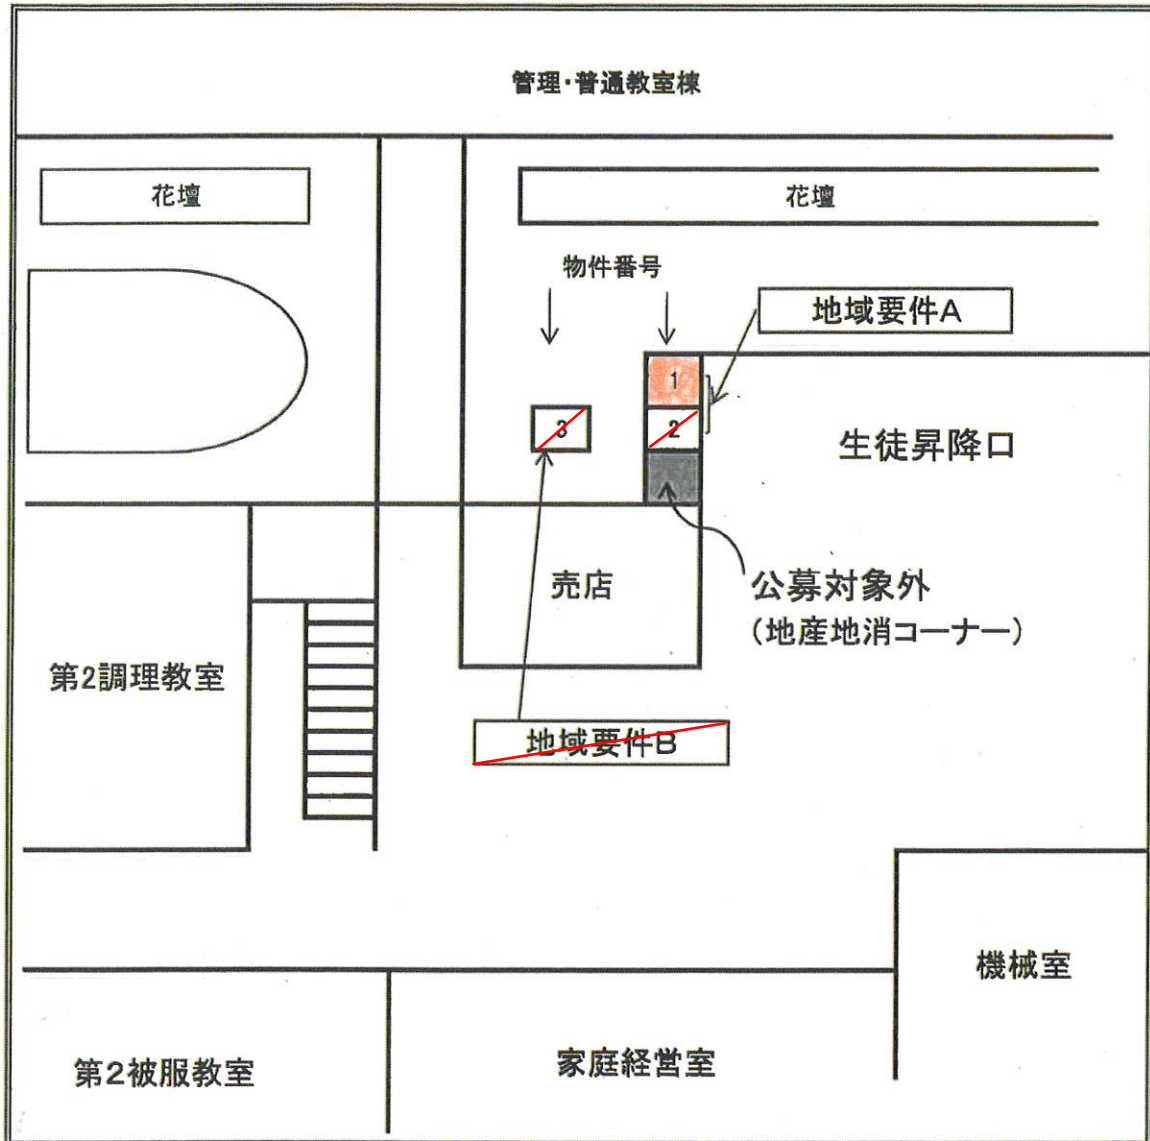 管理・普通教室棟
花壇
花壇
物件番号
地域要件A
1
3
2
生徒昇降口
売店
公募対象外
(地産地消コーナー)
第2調理教室
地域要件B
機械室
家庭経営室
第2被服教室